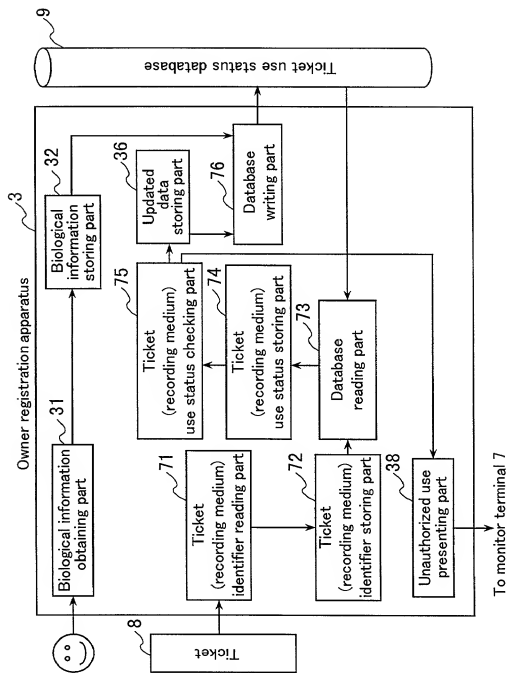 Owner registration apparatus
3
31
Biological information
obtaining part
32
Biological
information
storing part
8
Ticket
71
Ticket
(recording medium)
identifier reading part
72
Ticket
(recording medium)
identifier storing part
73
Database
reading part
74
Ticket
(recording medium)
use status storing part
75
Ticket
(recording medium)
use status checking part
36
Updated
data
storing part
76
Database
writing part
38
Unauthorized use
presenting part
9
Ticket use status database
To monitor terminal 7